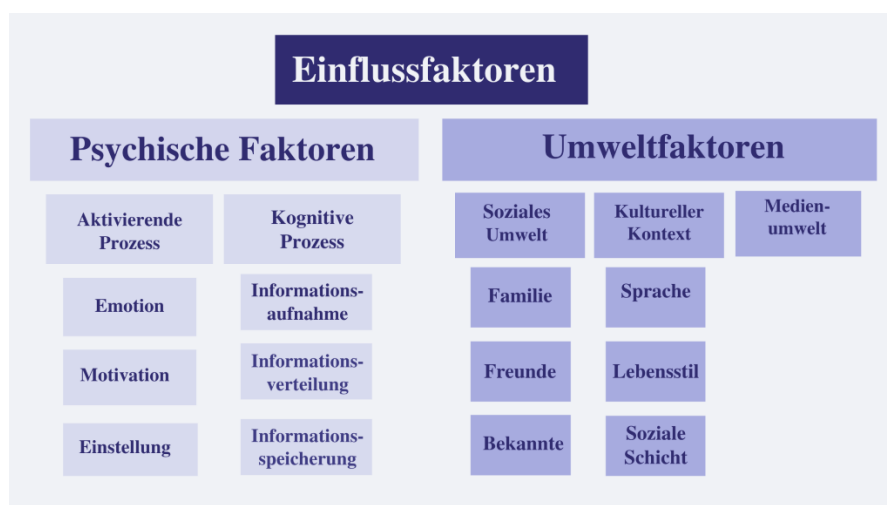 Einflussfaktoren
Psychische Faktoren
Umweltfaktoren
Aktivierende
Prozess
Kognitive
Prozess
Soziales
Umwelt
Kultureller
Kontext
Medien-
umwelt
Emotion
Informations-
aufnahme
Familie
Sprache
Motivation
Informations-
verteilung
Freunde
Lebensstil
Einstellung
Informations-
speicherung
Bekannte
Soziale
Schicht